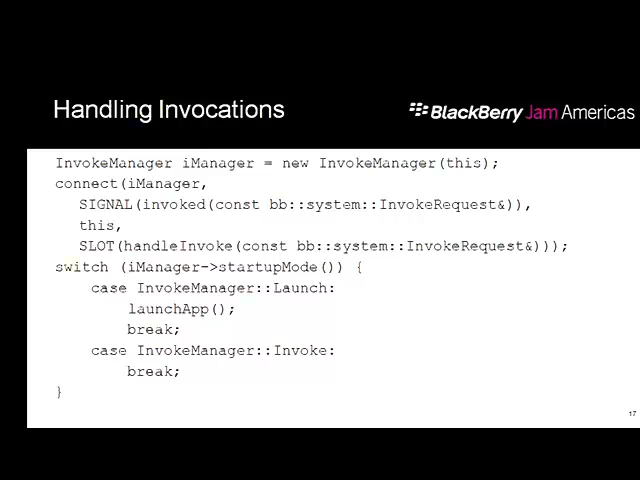 Handling Invocations
BlackBerry Jam Americas
InvokeManager iManager = new InvokeManager(this);
connect(iManager,
SIGNAL(invoked(const bb::system::InvokeRequest&)),
this,
SLOT(handleInvoke(const bb::system::InvokeRequest&)));
switch (iManager->startupMode()) {
case InvokeManager::Launch:
launchApp();
break;
case InvokeManager::Invoke:
break;
}
17